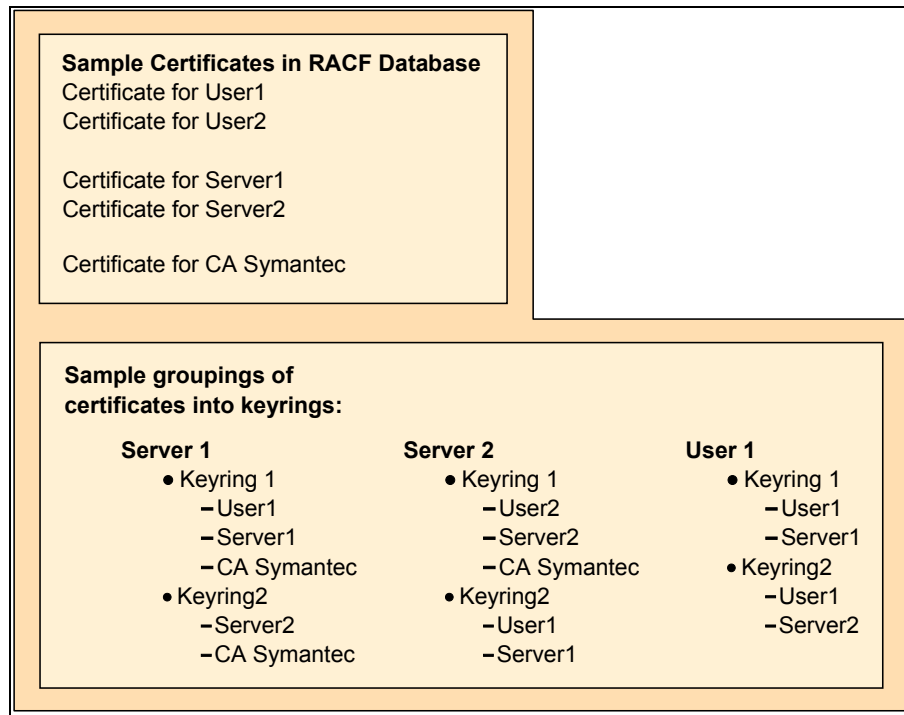 Sample Certificates in RACF Database
Certificate for User1
Certificate for User2
Certificate for Server1
Certificate for Server2
Certificate for CA Symantec
Sample groupings of
certificates into keyrings:
Server 1
• Keyring 1
–User1
–Server1
–CA Symantec
• Keyring2
–Server2
–CA Symantec
Server 2
• Keyring 1
–User2
–Server2
–CA Symantec
• Keyring2
–User1
–Server1
User 1
• Keyring 1
–User1
–Server1
• Keyring2
–User1
–Server2